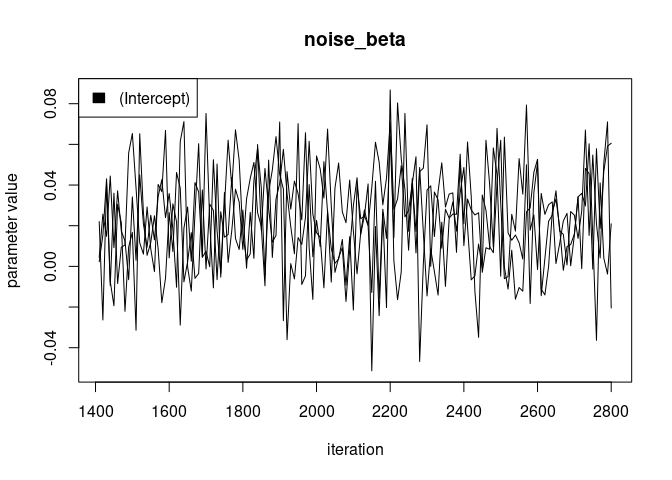 noise_beta
(Intercept)
parameter value
0.08
0.04
0.00
-0.04
1400 1600 1800 2000 2200 2400 2600 2800
iteration